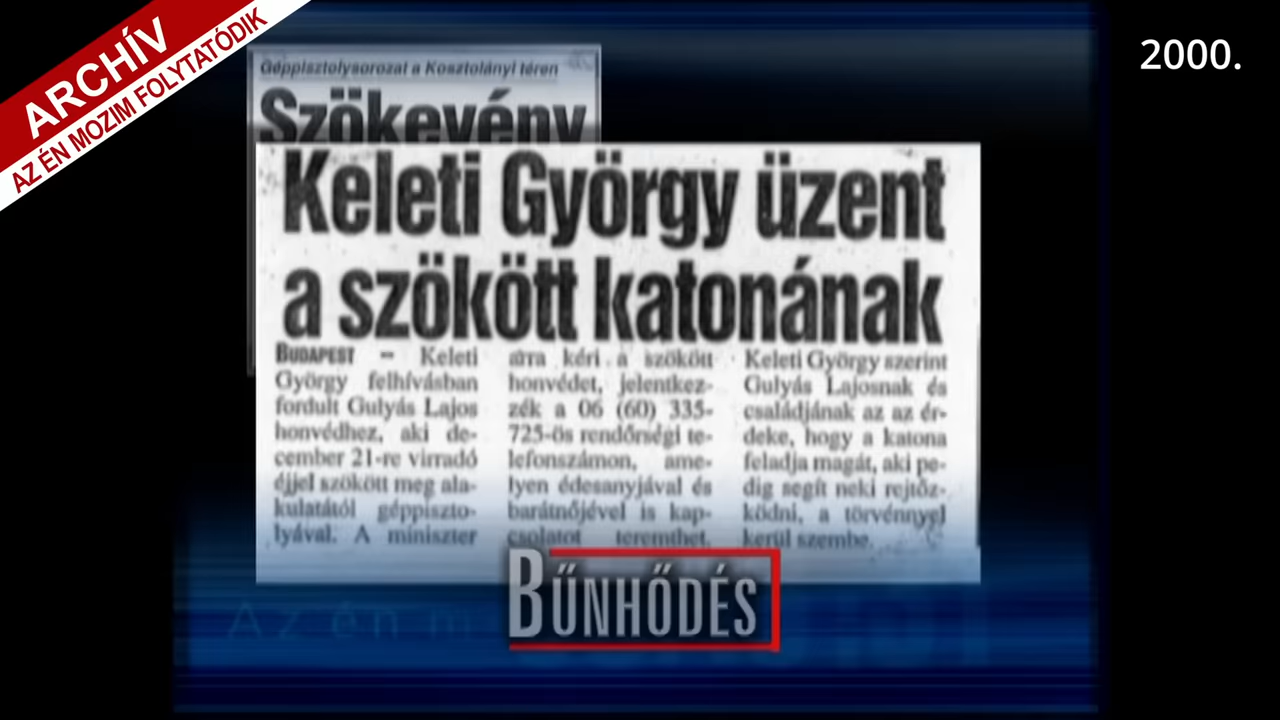 ARCHÍV
AZ ÉN MOZIM FOLYTATÓDIK
2000.
Géppisztolysorozat a Kosztolányi téren
Szökevény
Keleti György üzent
a szökött katonának
BUDAPEST – Keleti
György felhívásban
fordult Gulyás Lajos
honvédhez, aki de-
cember 21-re virradó
éjjel szökött meg ala-
kulatától géppiszto-
lyával. A miniszter
arra kéri a szökött
honvédet, jelentkez-
zék a 06 (60) 335-
725-ös rendőrségi te-
lefonszámon, ame-
lyen édesanyjával és
barátnőjével is kap-
csolatot teremthet.
Keleti György szerint
Gulyás Lajosnak és
családjának az az ér-
deke, hogy a katona
feladja magát, aki pe-
dig segít neki rejtőz-
ködni, a törvénnyel
kerül szembe.
BŰNHŐDÉS
Az én m